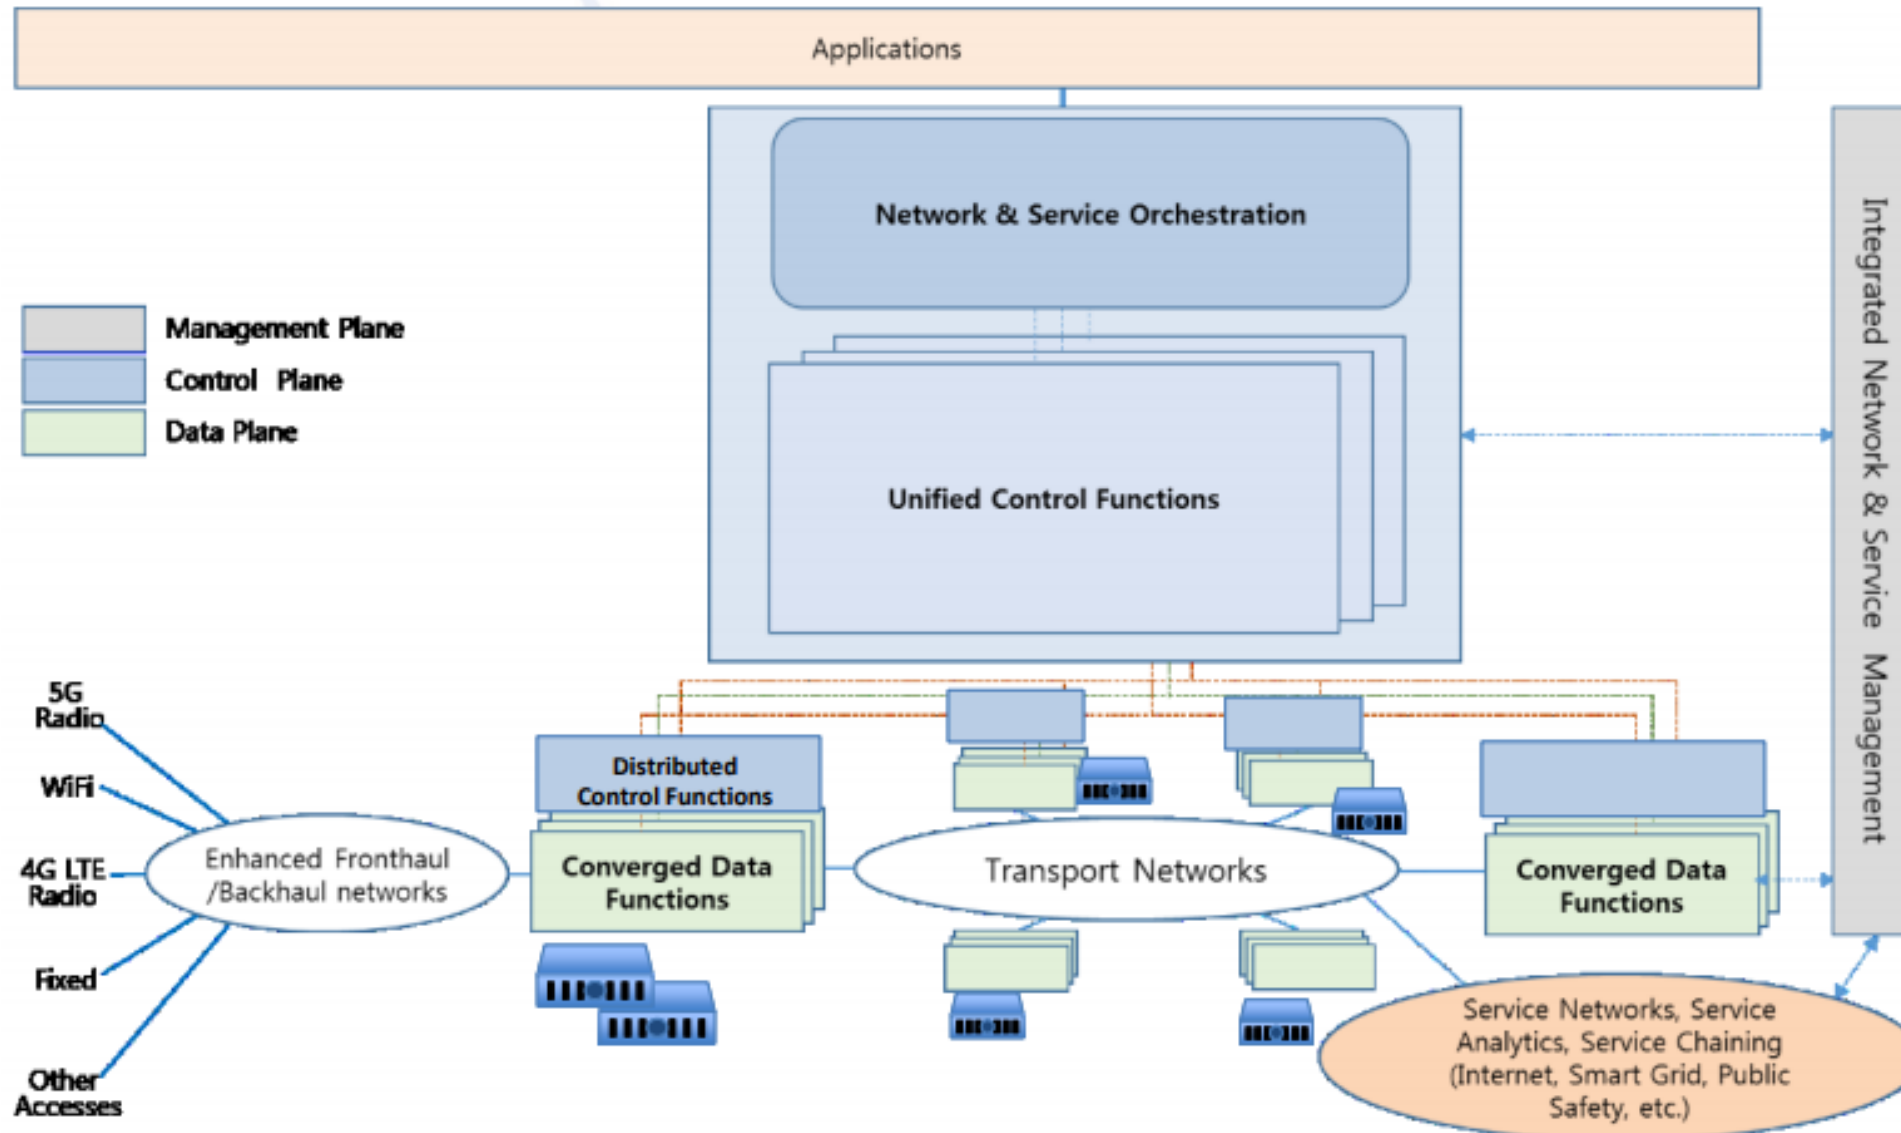 Applications
Network & Service Orchestration
Management Plane
Control Plane
Data Plane
Unified Control Functions
Integrated Network & Service Management
5G
Radio
WiFi
4G LTE
Radio
Fixed
Other
Accesses
Enhanced Fronthaul
/Backhaul networks
Distributed
Control Functions
Converged Data
Functions
Transport Networks
Converged Data
Functions
Service Networks, Service
Analytics, Service Chaining
(Internet, Smart Grid, Public
Safety, etc.)